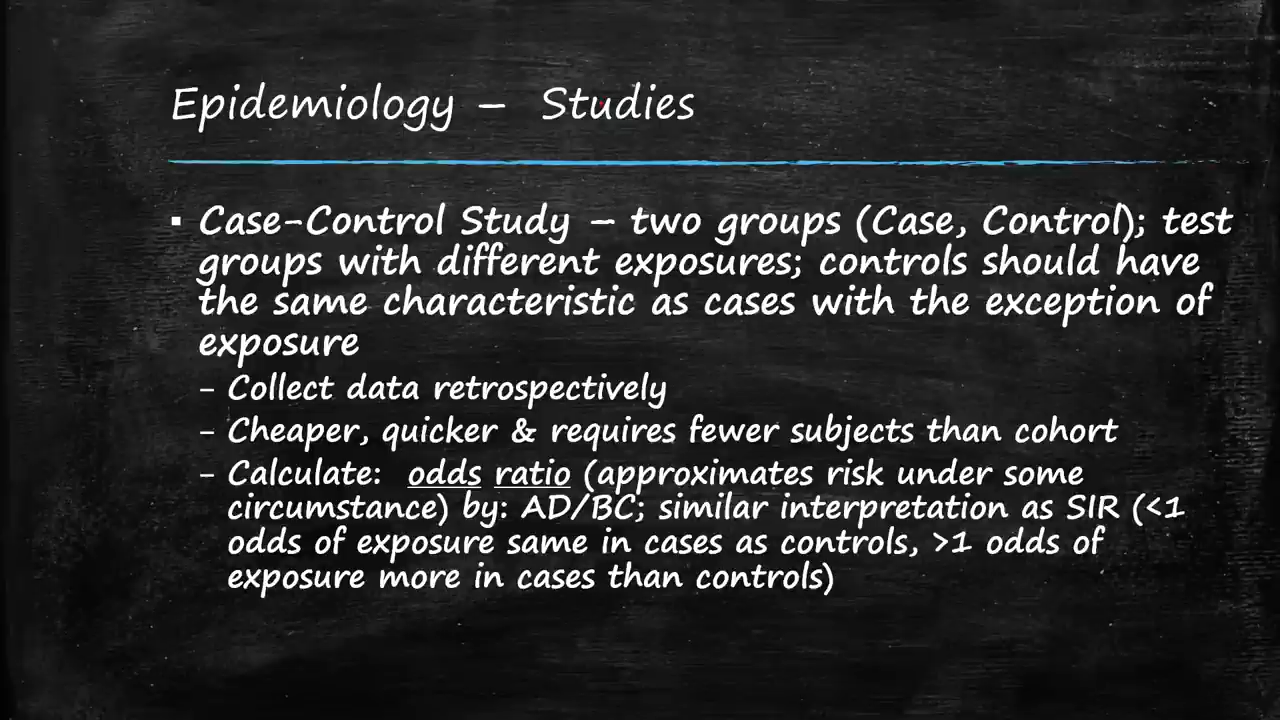 Epidemiology – Studies
▪ Case-Control Study – two groups (Case, Control); test
groups with different exposures; controls should have
the same characteristic as cases with the exception of
exposure
– Collect data retrospectively
– Cheaper, quicker & requires fewer subjects than cohort
– Calculate: odds ratio (approximates risk under some
circumstance) by: AD/BC; similar interpretation as SIR (<1
odds of exposure same in cases as controls, >1 odds of
exposure more in cases than controls)